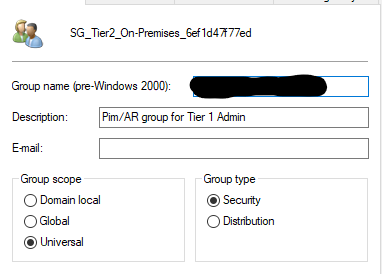 SG_Tier2_On-Premises_6ef1d47f77ed
Group name (pre-Windows 2000):
Description: Pim/AR group for Tier 1 Admin
E-mail:
Group scope
Domain local
Global
Universal
Group type
Security
Distribution